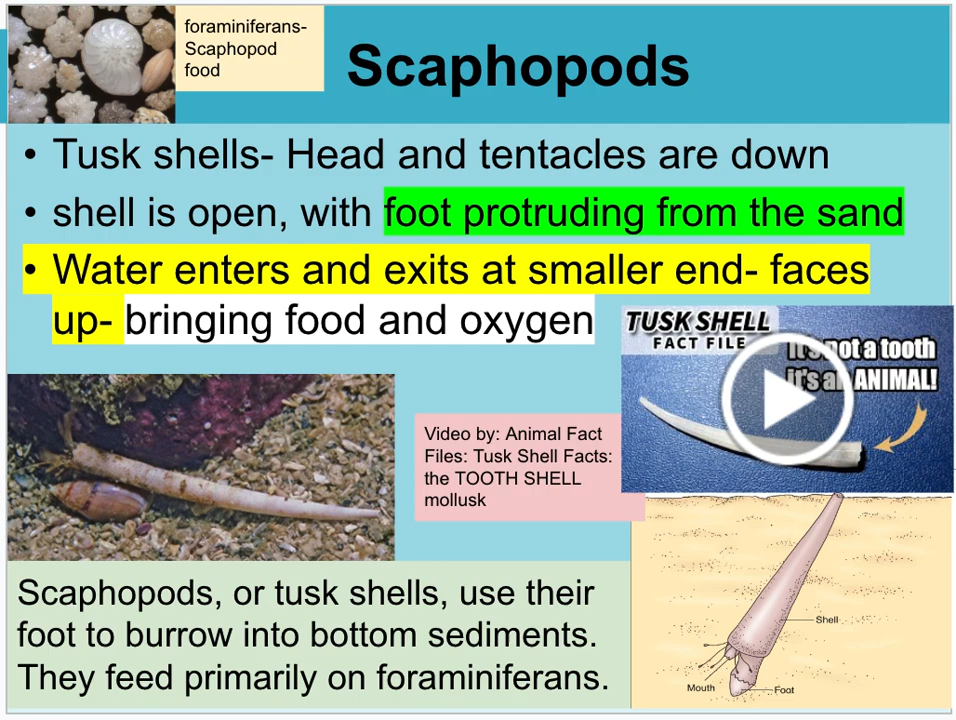 foraminiferans-
Scaphopod
food
Scaphopods
• Tusk shells- Head and tentacles are down
• shell is open, with foot protruding from the sand
• Water enters and exits at smaller end- faces
up- bringing food and oxygen
TUSK SHELL
FACT FILE
It's not a tooth
it's an ANIMAL!
Video by: Animal Fact
Files: Tusk Shell Facts:
the TOOTH SHELL
mollusk
Scaphopods, or tusk shells, use their
foot to burrow into bottom sediments.
They feed primarily on foraminiferans.
Shell
Mouth
Foot